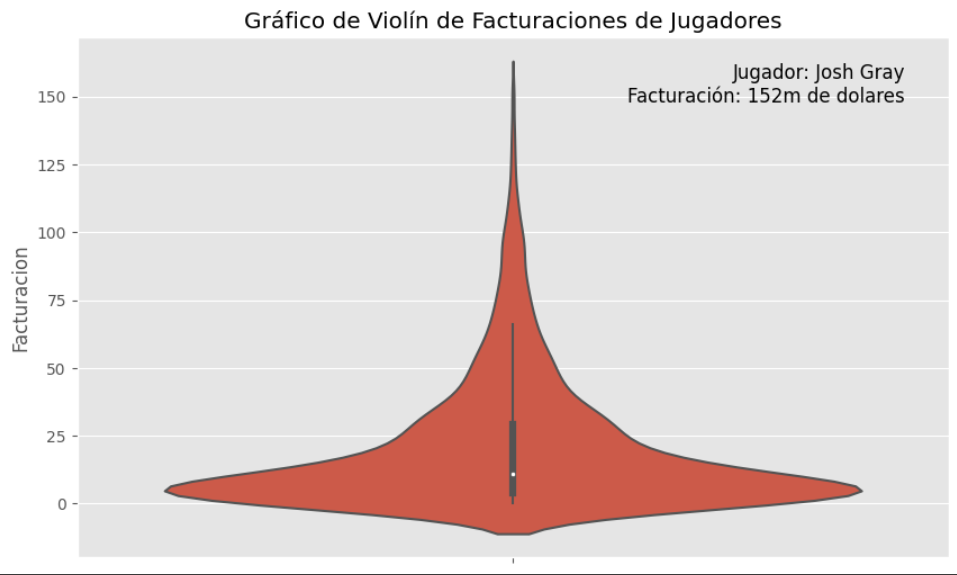 Gráfico de Violín de Facturaciones de Jugadores
Jugador: Josh Gray
Facturación: 152m de dolares
Facturacion
150
125
100
75
50
25
0